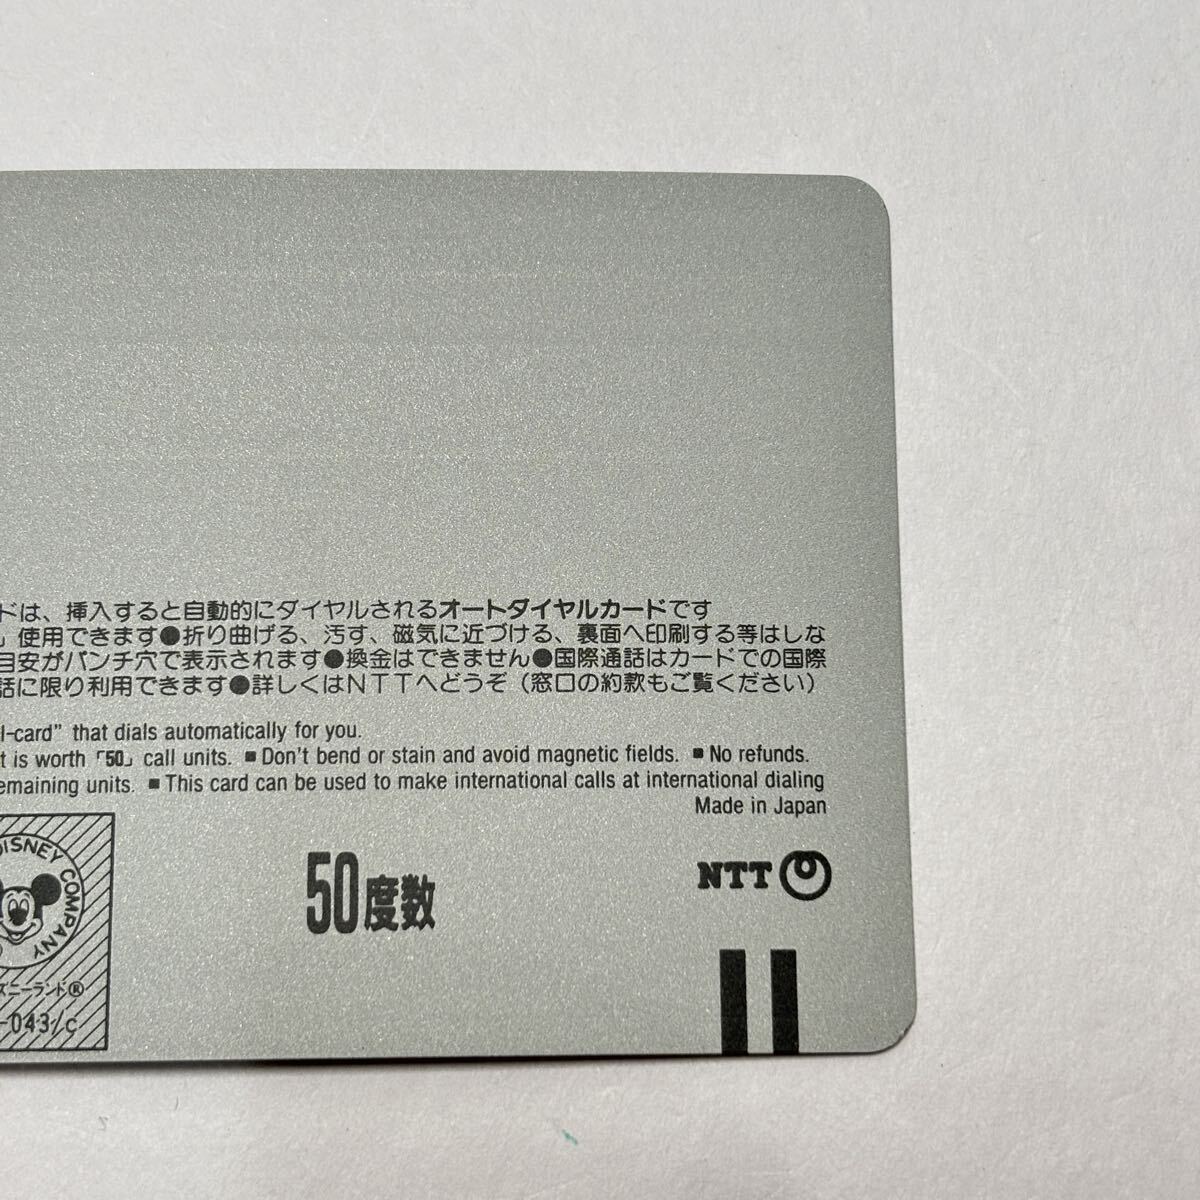 ドは、挿入すると自動的にダイヤルされるオートダイヤルカードです
」使用できます●折り曲げる、汚す、磁気に近づける、裏面へ印刷する等はしな
目安がパンチ穴で表示されます●換金はできません●国際通話はカードでの国際
話に限り利用できます●詳しくはNTTへどうぞ（窓口の約款もご覧ください）
l-card" that dials automatically for you.
t is worth「50」call units. ■Don't bend or stain and avoid magnetic fields. ■No refunds.
emaining units. ■This card can be used to make international calls at international dialing
Made in Japan
DISNEY COMPANY
ズニーランド®
-043/c
50度数
NTT